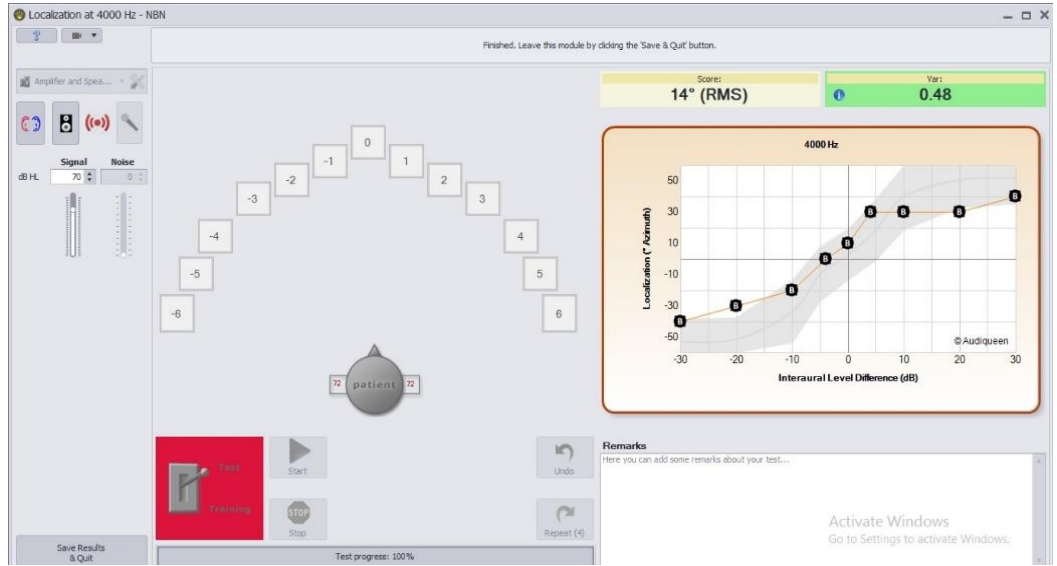 Localization at 4000 Hz - NBN
Finished. Leave this module by clicking the 'Save & Quit' button.
Amplifier and Spea...
Signal Noise
dB HL 70 0
0
-1 1
-2 2
-3 3
-4 4
-5 5
-6 6
72 patient 72
Test
Training
Start
Stop
STOP
Undo
Repeat (4)
Save Results
& Quit
Test progress: 100%
Score:
14° (RMS)
Var:
0.48
4000 Hz
Localization (° Azimuth)
50
30
10
-10
-30
-50
B B B B B B B B B
© Audiqueen
-30 -20 -10 0 10 20 30
Interaural Level Difference (dB)
Remarks
Here you can add some remarks about your test...
Activate Windows
Go to Settings to activate Windows.